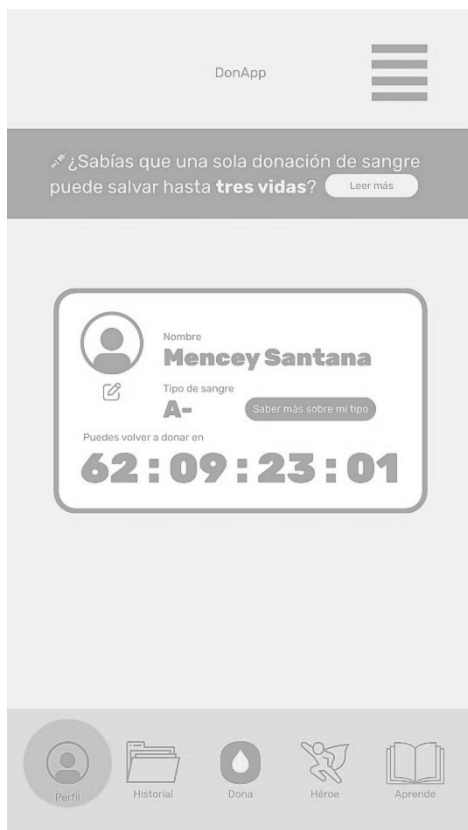 DonApp
¿Sabías que una sola donación de sangre
puede salvar hasta tres vidas? Leer más
Nombre
Mencey Santana
Tipo de sangre
A- Saber más sobre mi tipo
Puedes volver a donar en
62:09:23:01
Perfil Historial Dona Héroe Aprende